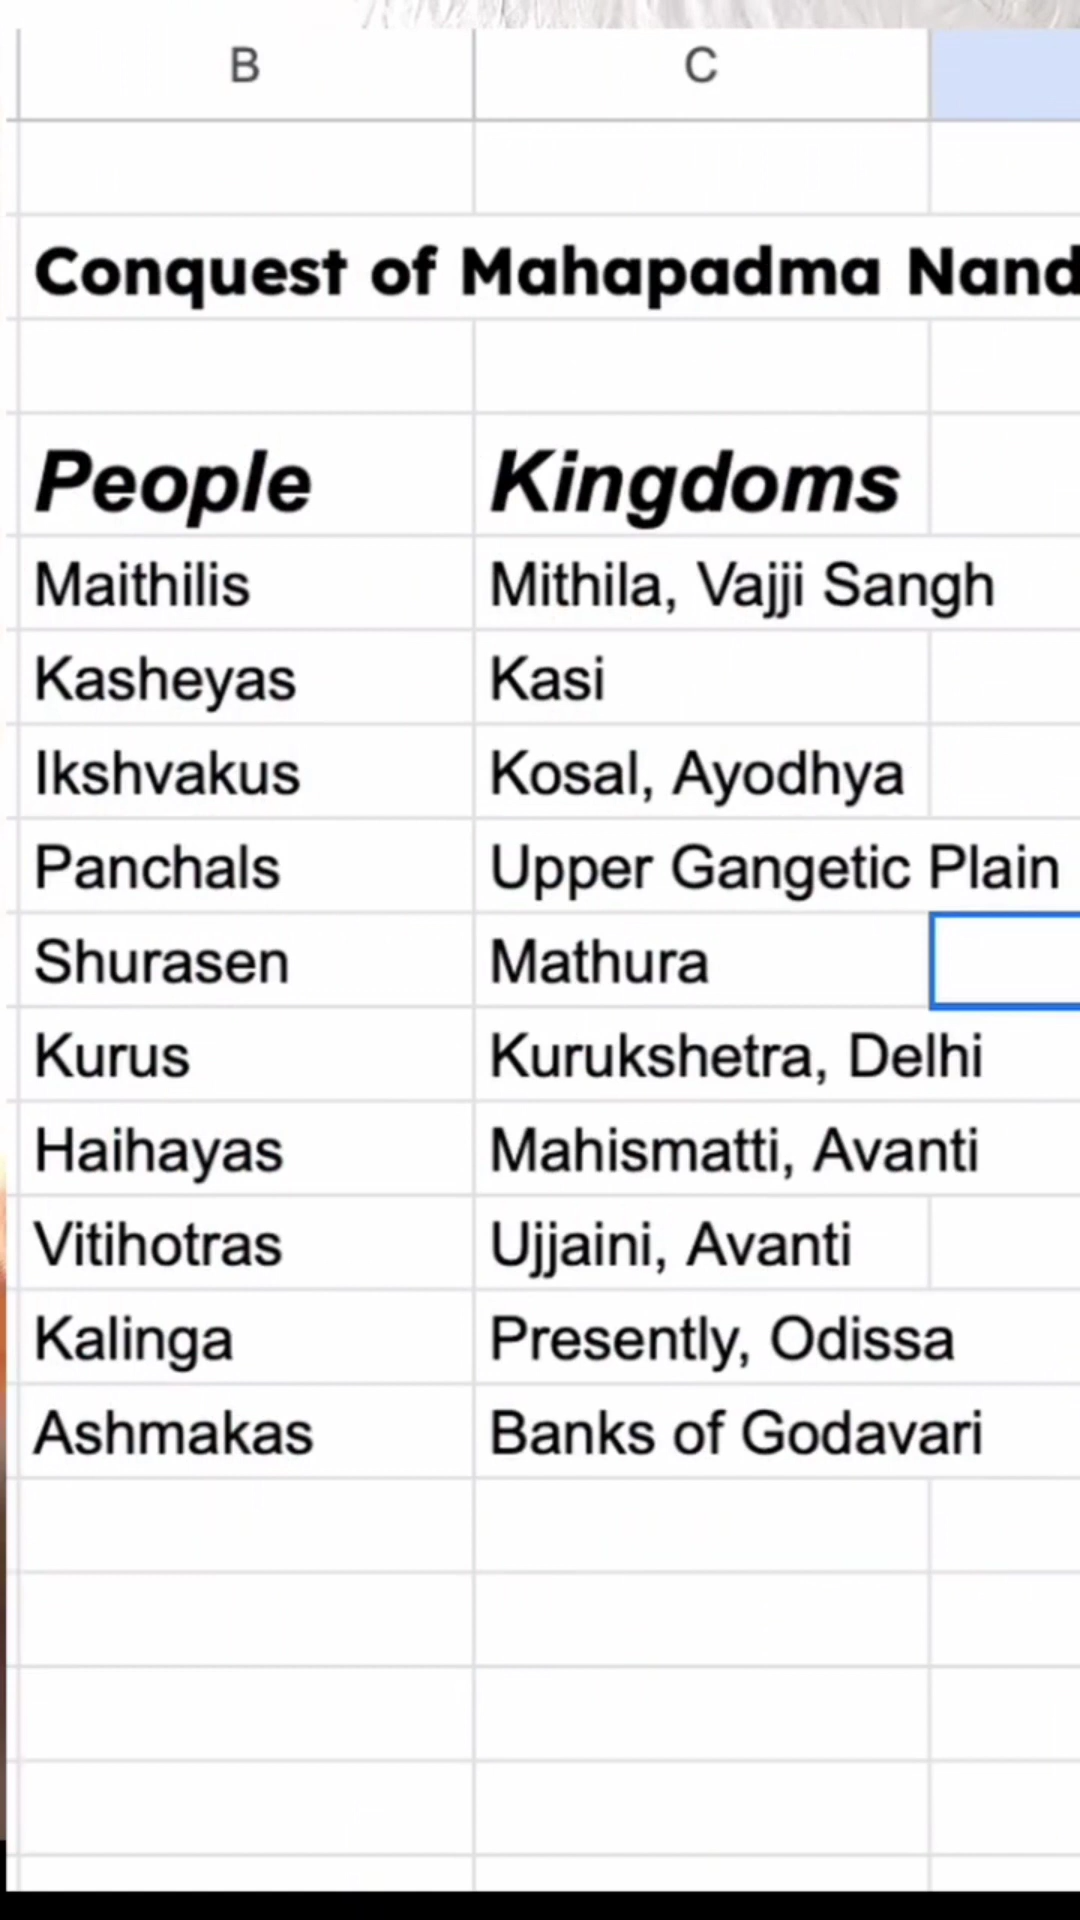 B C
Conquest of Mahapadma Nand
People Kingdoms
Maithilis Mithila, Vajji Sangh
Kasheyas Kasi
Ikshvakus Kosal, Ayodhya
Panchals Upper Gangetic Plain
Shurasen Mathura
Kurus Kurukshetra, Delhi
Haihayas Mahismatti, Avanti
Vitihotras Ujjaini, Avanti
Kalinga Presently, Odissa
Ashmakas Banks of Godavari